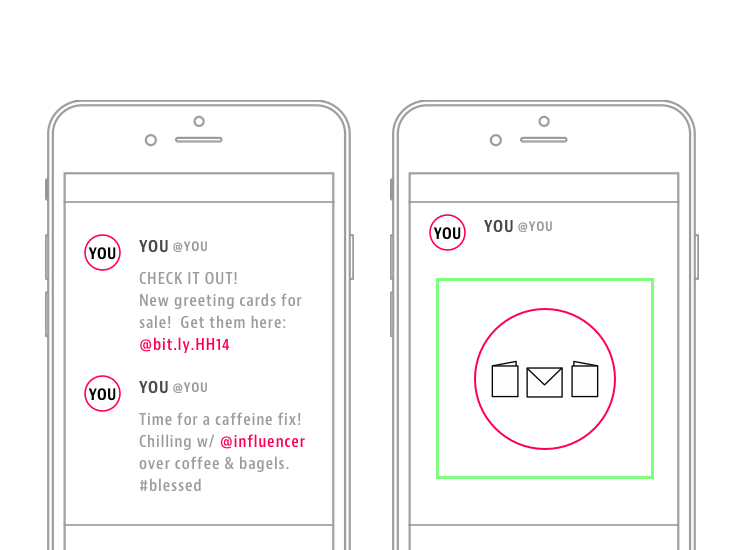 YOU YOU @YOU
CHECK IT OUT!
New greeting cards for
sale!  Get them here:
@bit.ly.HH14
YOU YOU @YOU
Time for a caffeine fix!
Chilling w/ @influencer
over coffee & bagels.
#blessed
YOU YOU @YOU